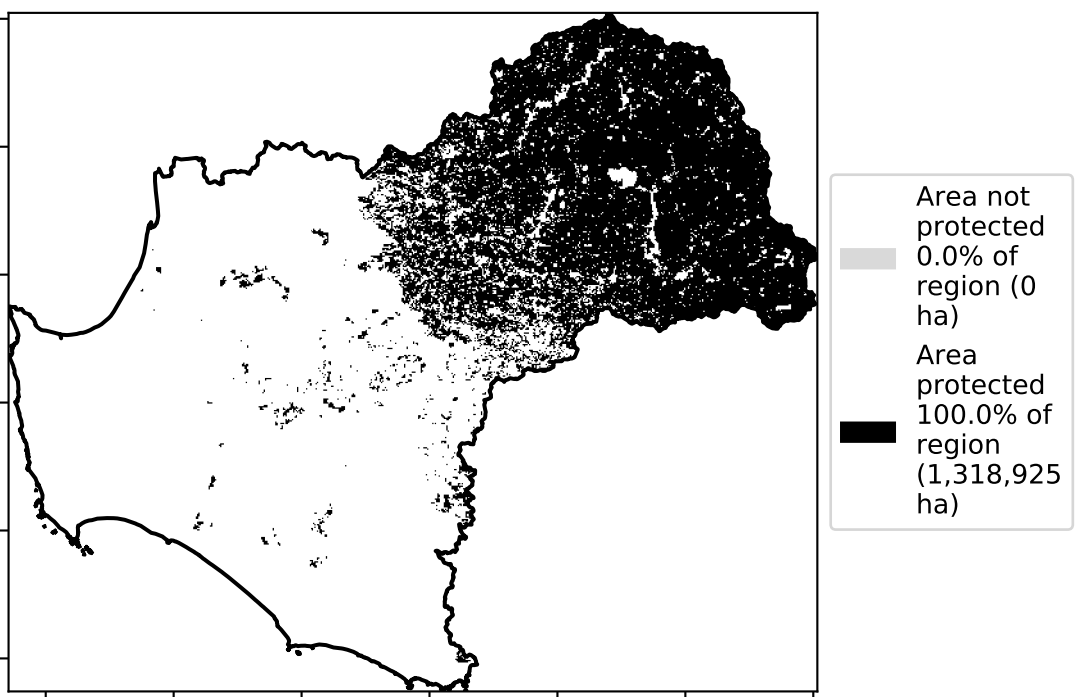 Area not
protected
0.0% of
region (0
ha)
Area
protected
100.0% of
region
(1,318,925
ha)